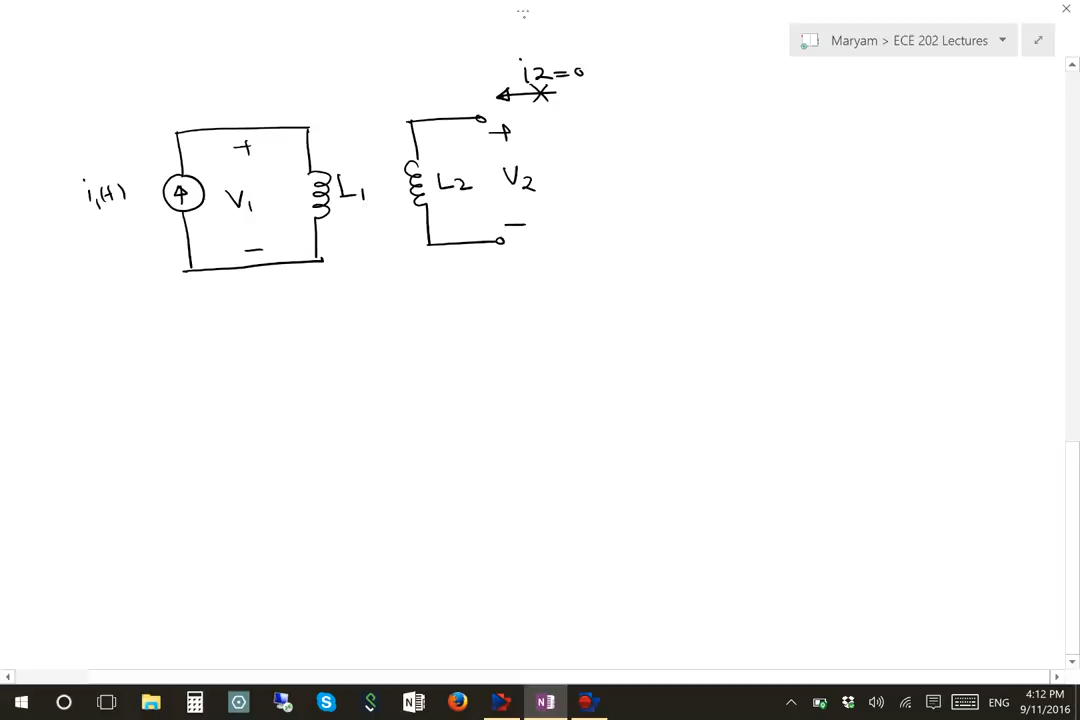 Maryam > ECE 202 Lectures
i2=0
+
+
i₁(t)
V₁
L₁
L2
V2
−
−
ENG
4:12 PM
9/11/2016